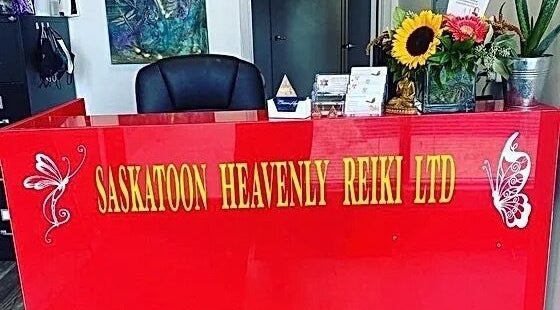 SASKATOON HEAVENLY REIKI LTD